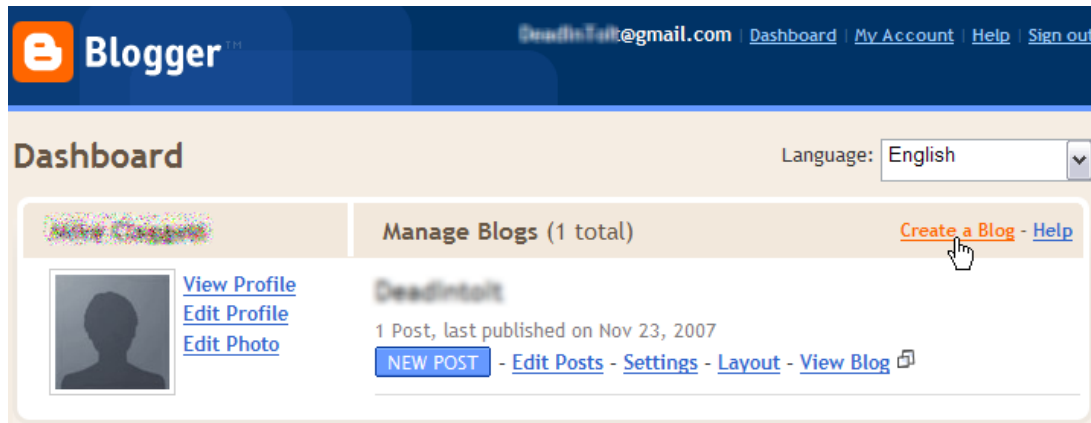 Blogger™
@gmail.com | Dashboard | My Account | Help | Sign out
Dashboard
Language: English
Manage Blogs (1 total)
Create a Blog - Help
View Profile
Edit Profile
Edit Photo
1 Post, last published on Nov 23, 2007
NEW POST - Edit Posts - Settings - Layout - View Blog